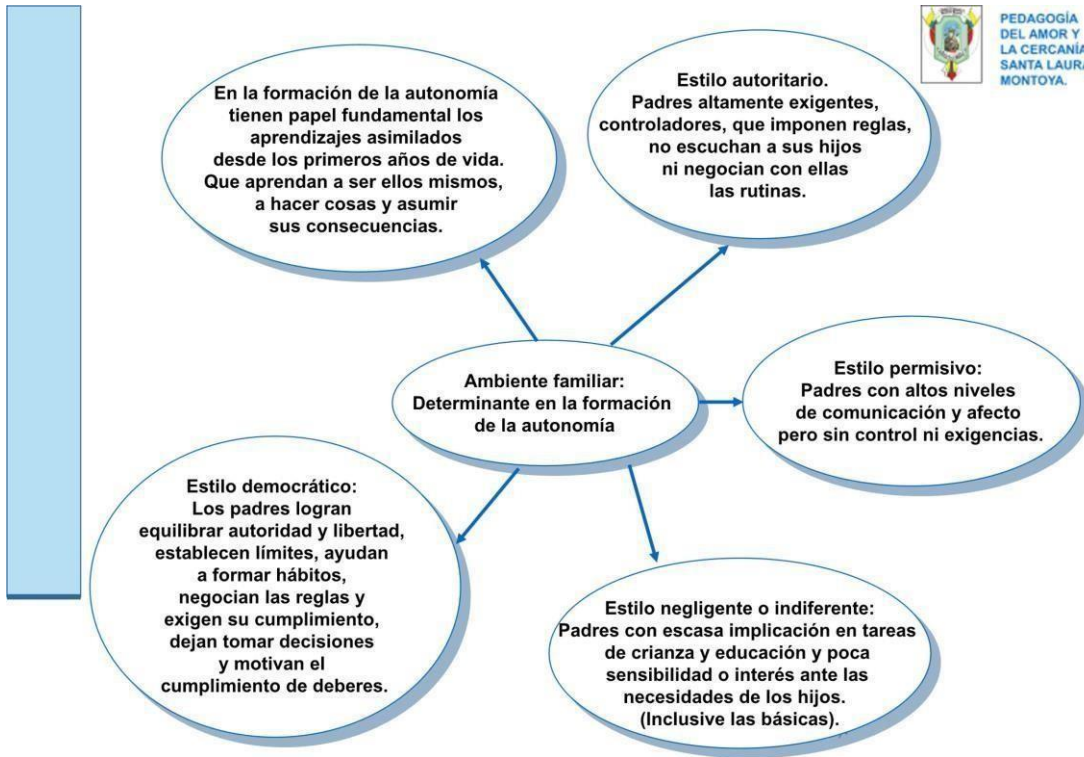 PEDAGOGÍA
DEL AMOR Y
LA CERCANÍA
SANTA LAURA
MONTOYA.
En la formación de la autonomía
tienen papel fundamental los
aprendizajes asimilados
desde los primeros años de vida.
Que aprendan a ser ellos mismos,
a hacer cosas y asumir
sus consecuencias.
Estilo autoritario.
Padres altamente exigentes,
controladores, que imponen reglas,
no escuchan a sus hijos
ni negocian con ellas
las rutinas.
Ambiente familiar:
Determinante en la formación
de la autonomía
Estilo permisivo:
Padres con altos niveles
de comunicación y afecto
pero sin control ni exigencias.
Estilo democrático:
Los padres logran
equilibrar autoridad y libertad,
establecen límites, ayudan
a formar hábitos,
negocian las reglas y
exigen su cumplimiento,
dejan tomar decisiones
y motivan el
cumplimiento de deberes.
Estilo negligente o indiferente:
Padres con escasa implicación en tareas
de crianza y educación y poca
sensibilidad o interés ante las
necesidades de los hijos.
(Inclusive las básicas).